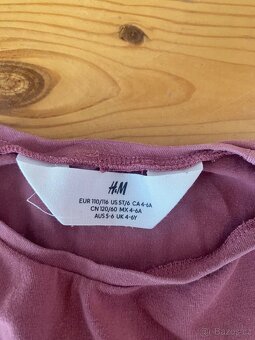 H&M
EUR 110/116 US 5T/6 CA 4-6A
CN 120/60 MX 4-6A
AUS 5-6 UK 4-6Y